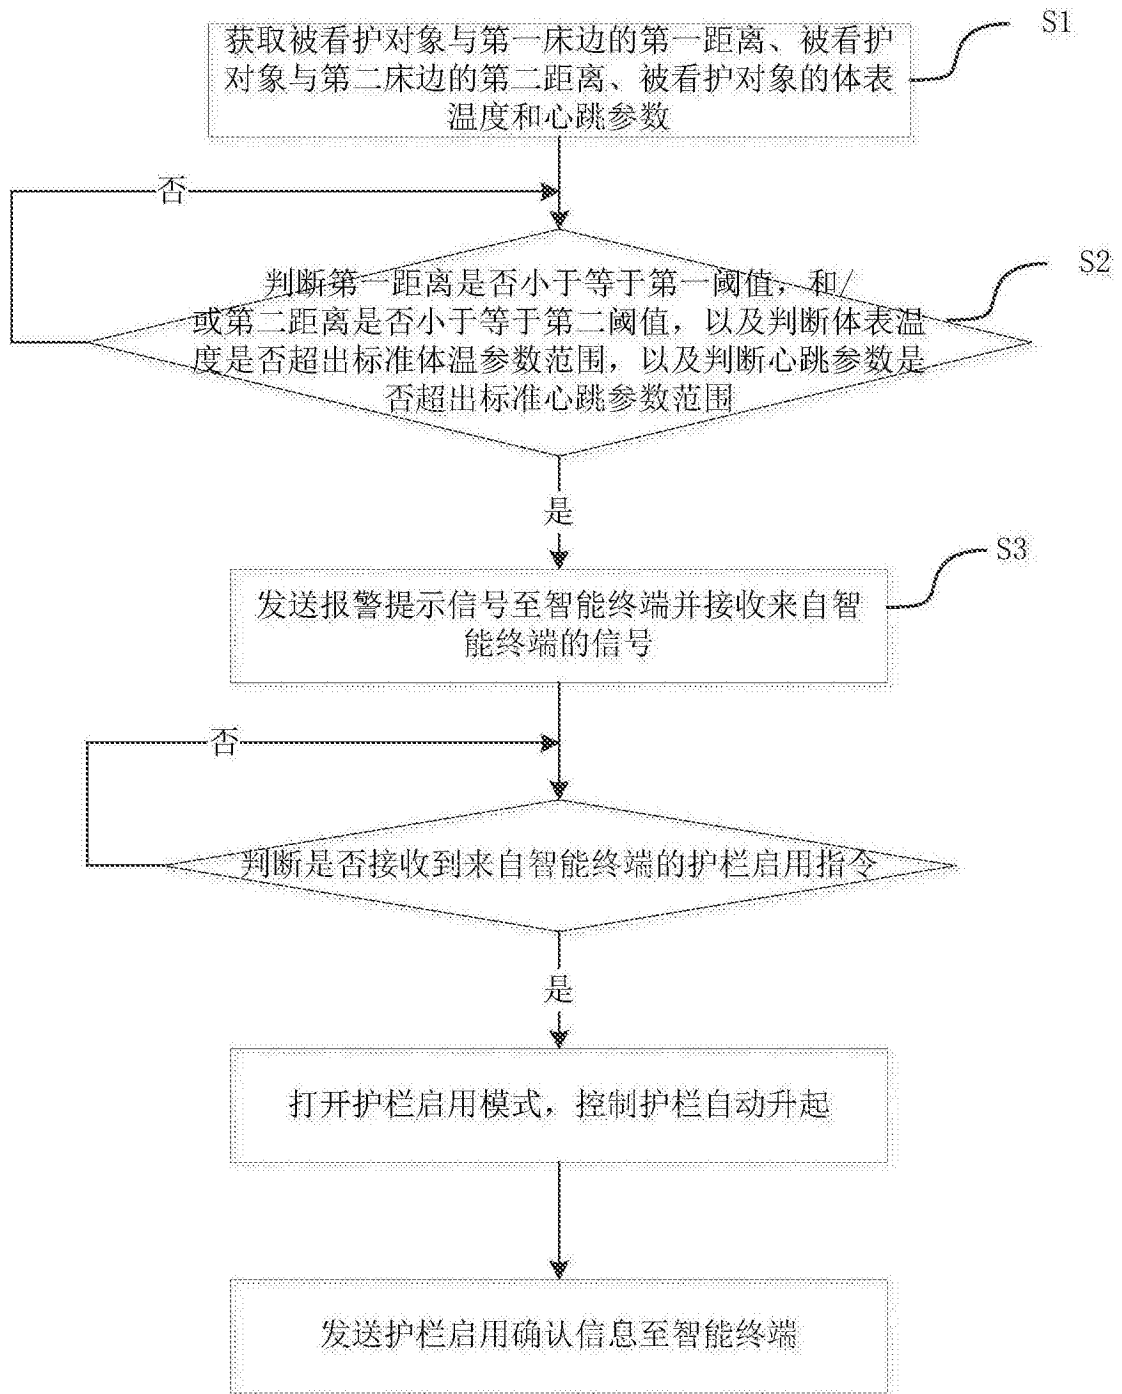 获取被看护对象与第一床边的第一距离、被看护
对象与第二床边的第二距离、被看护对象的体表
温度和心跳参数
S1
否
判断第一距离是否小于等于第一阈值，和/
或第二距离是否小于等于第二阈值，以及判断体表温
度是否超出标准体温参数范围，以及判断心跳参数是
否超出标准心跳参数范围
S2
是
发送报警提示信号至智能终端并接收来自智
能终端的信号
S3
否
判断是否接收到来自智能终端的护栏启用指令
是
打开护栏启用模式，控制护栏自动升起
发送护栏启用确认信息至智能终端